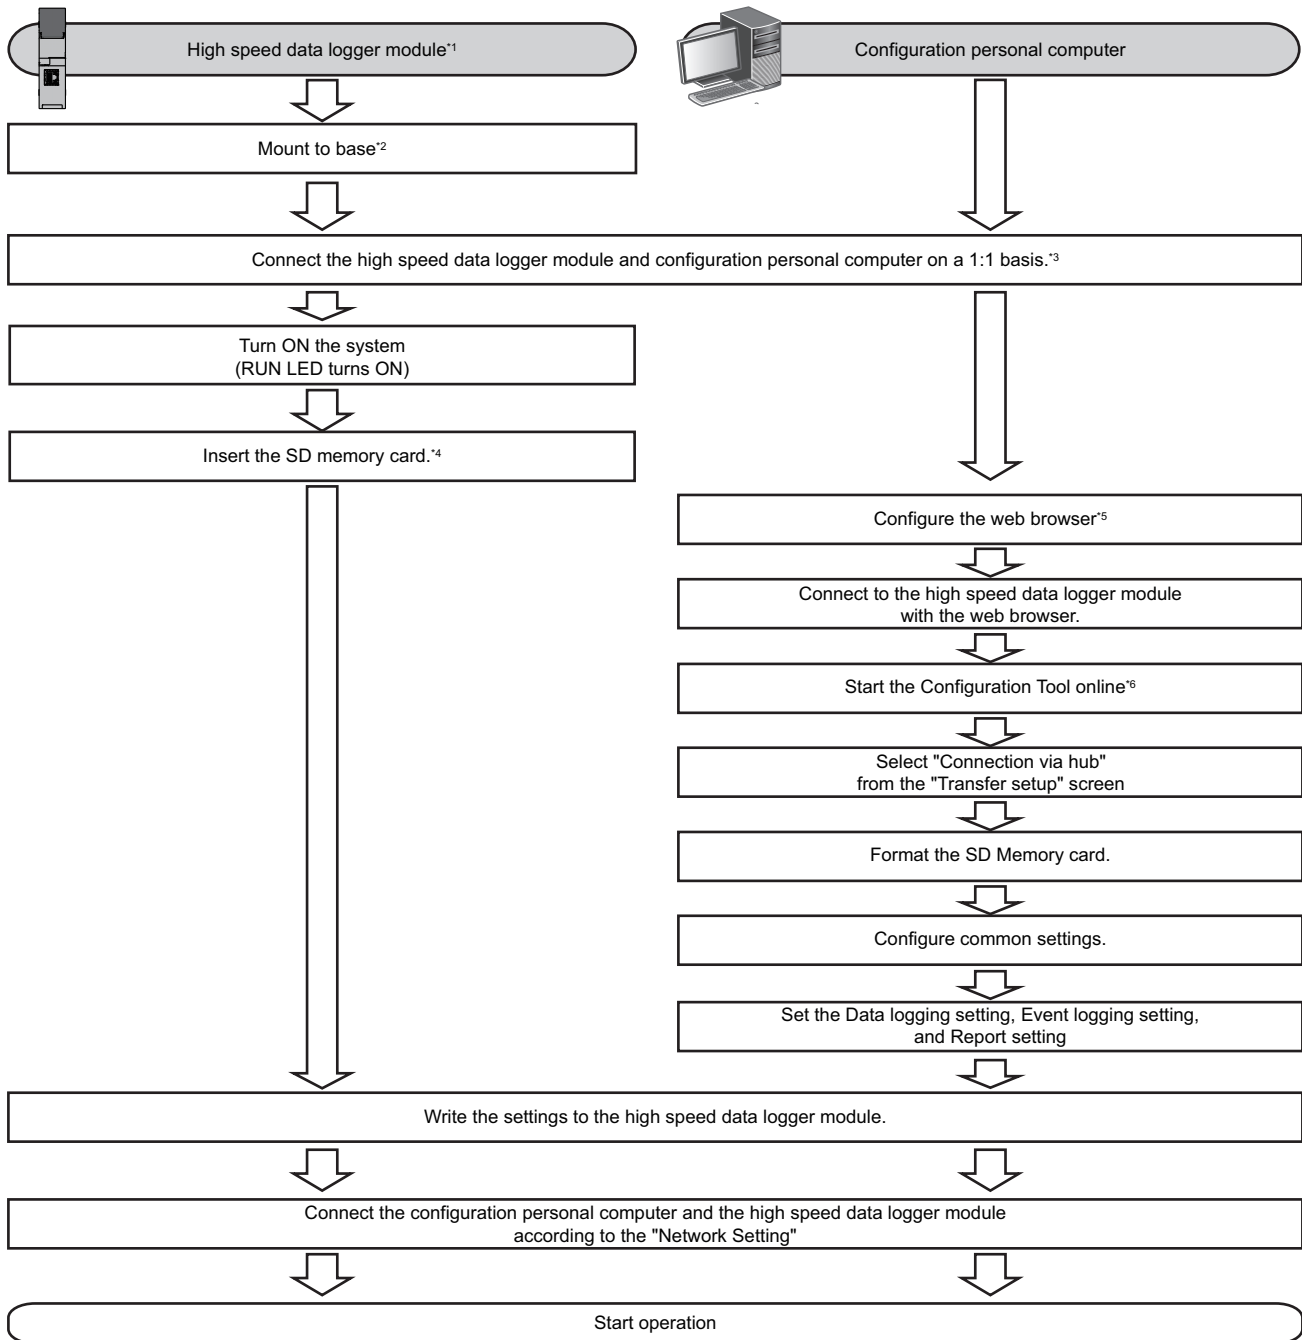 High speed data logger module*1
Configuration personal computer
Mount to base*2
Connect the high speed data logger module and configuration personal computer on a 1:1 basis.*3
Turn ON the system
(RUN LED turns ON)
Insert the SD memory card.*4
Configure the web browser*5
Connect to the high speed data logger module
with the web browser.
Start the Configuration Tool online*6
Select "Connection via hub"
from the "Transfer setup" screen
Format the SD Memory card.
Configure common settings.
Set the Data logging setting, Event logging setting,
and Report setting
Write the settings to the high speed data logger module.
Connect the configuration personal computer and the high speed data logger module
according to the "Network Setting"
Start operation